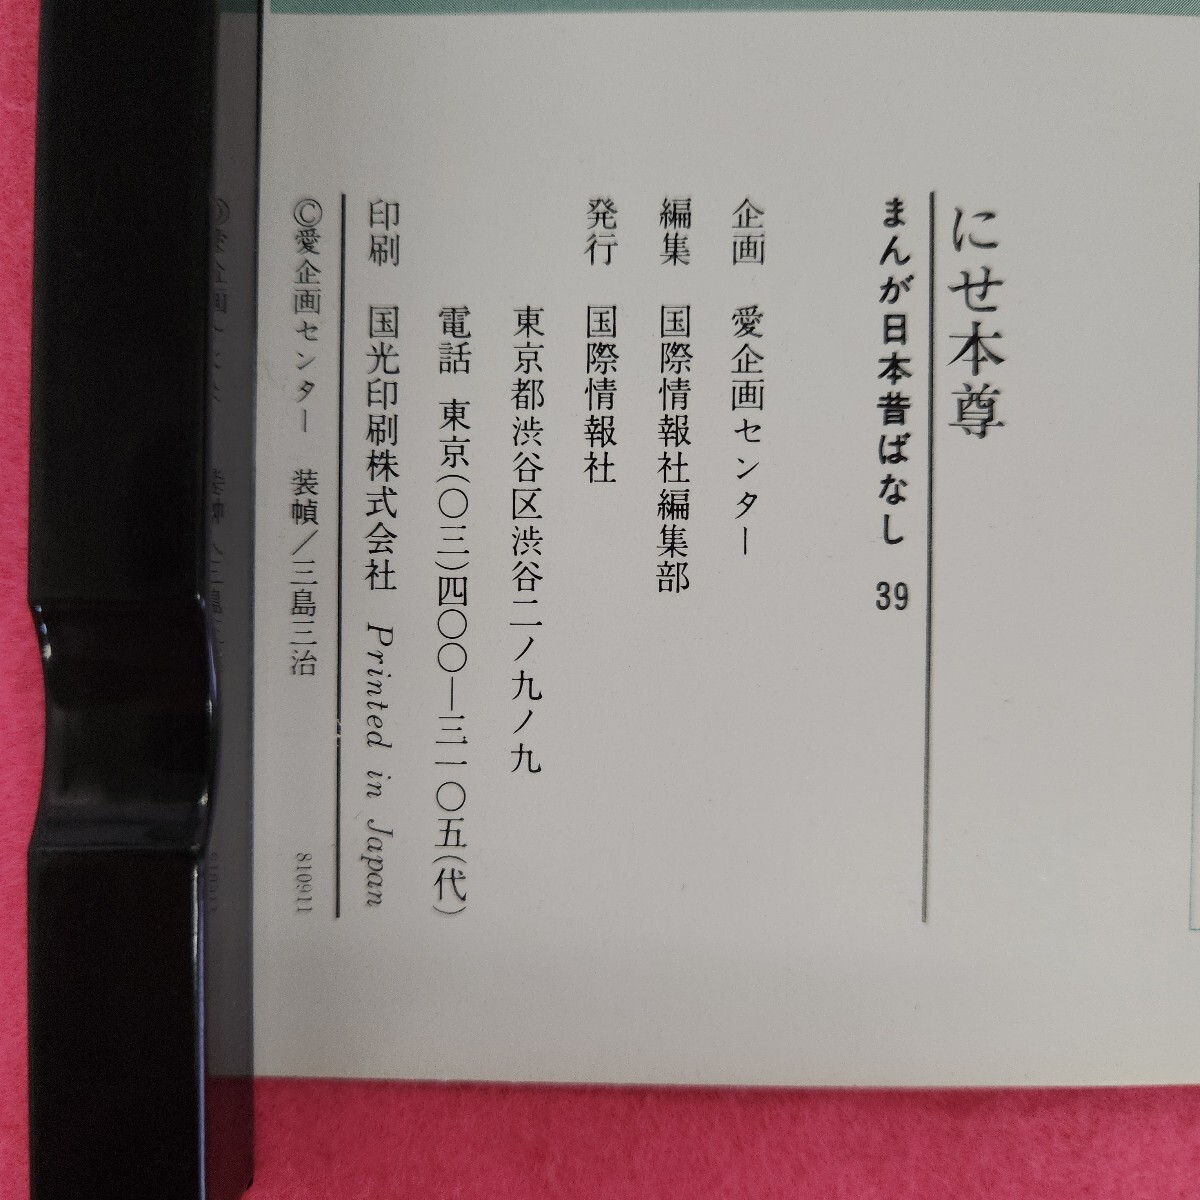 にせ本尊
まんが日本昔ばなし 39
企画 愛企画センター
編集 国際情報社編集部
発行 国際情報社
東京都渋谷区渋谷二ノ九ノ九
電話 東京(〇三)四〇〇―三一〇五(代)
印刷 国光印刷株式会社 Printed in Japan
©愛企画センター 装幀／三島三治 810911